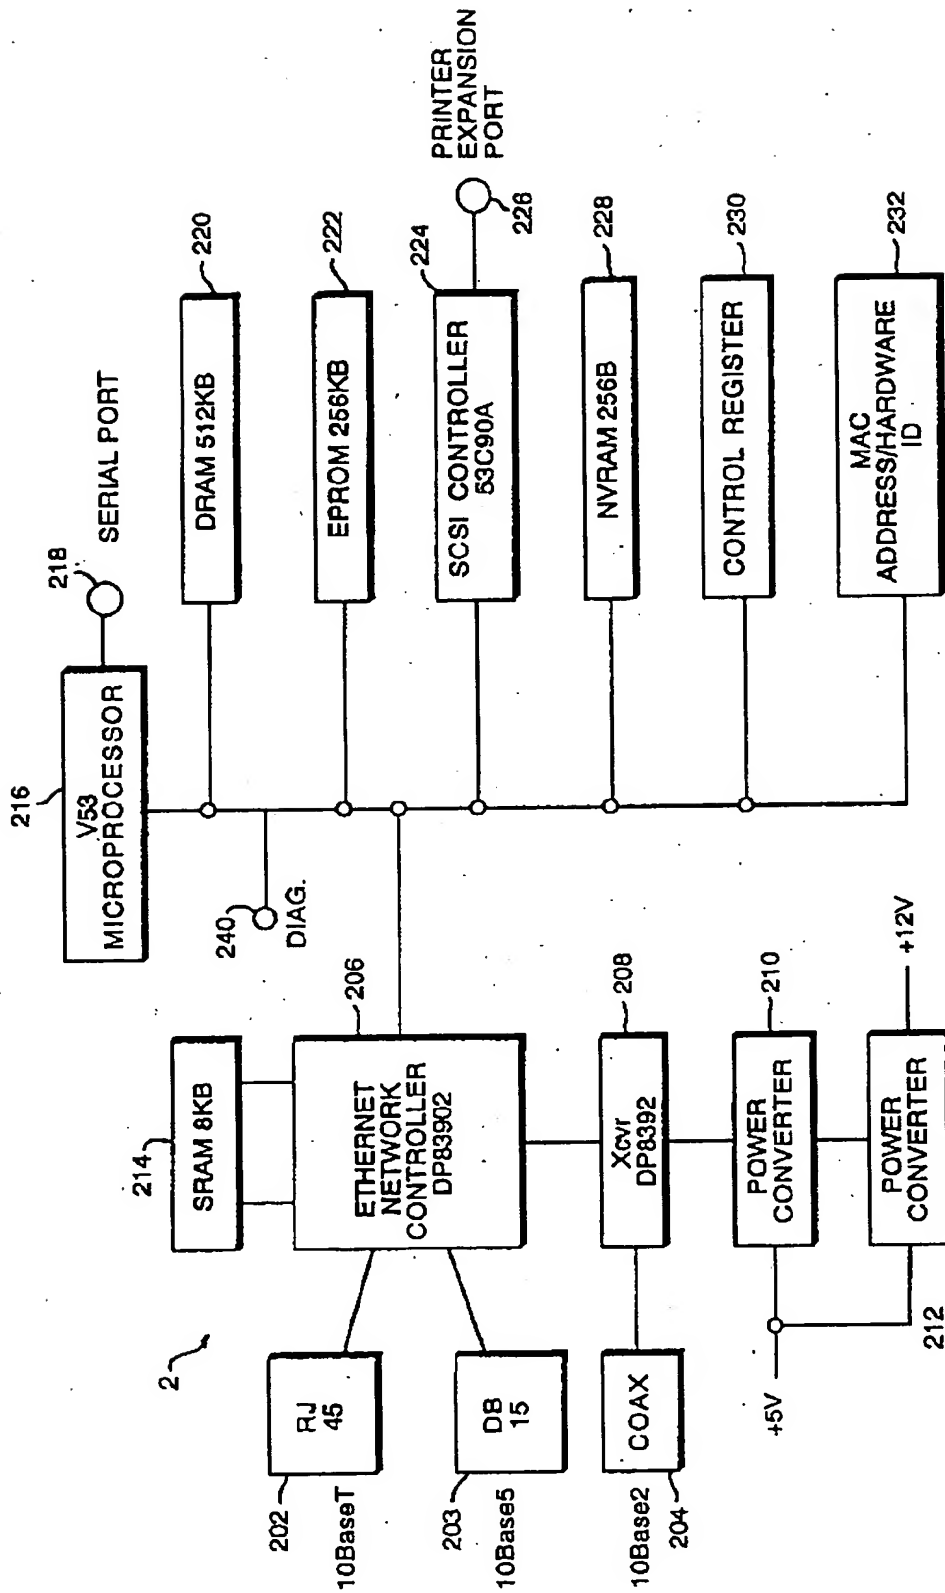 2
202
RJ
45
10BaseT
203
DB
15
10Base5
204
COAX
10Base2
214
SRAM 8KB
206
ETHERNET
NETWORK
CONTROLLER
DP83902
208
Xcvr
DP8392
210
POWER
CONVERTER
POWER
CONVERTER
212
+5V
+12V
216
V53
MICROPROCESSOR
218
SERIAL PORT
240
DIAG.
220
DRAM 512KB
222
EPROM 256KB
224
SCSI CONTROLLER
53C90A
226
PRINTER
EXPANSION
PORT
228
NVRAM 256B
230
CONTROL REGISTER
232
MAC
ADDRESS/HARDWARE
ID